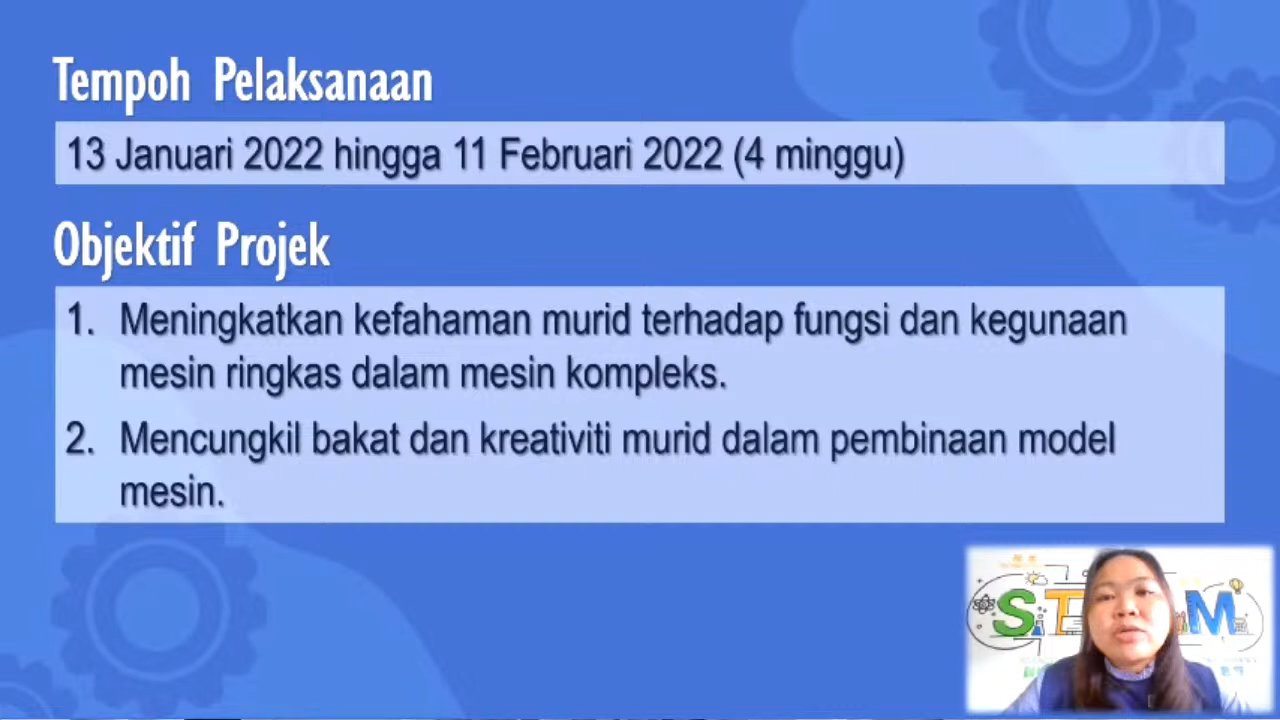 Tempoh Pelaksanaan
13 Januari 2022 hingga 11 Februari 2022 (4 minggu)
Objektif Projek
1. Meningkatkan kefahaman murid terhadap fungsi dan kegunaan
mesin ringkas dalam mesin kompleks.
2. Mencungkil bakat dan kreativiti murid dalam pembinaan model
mesin.